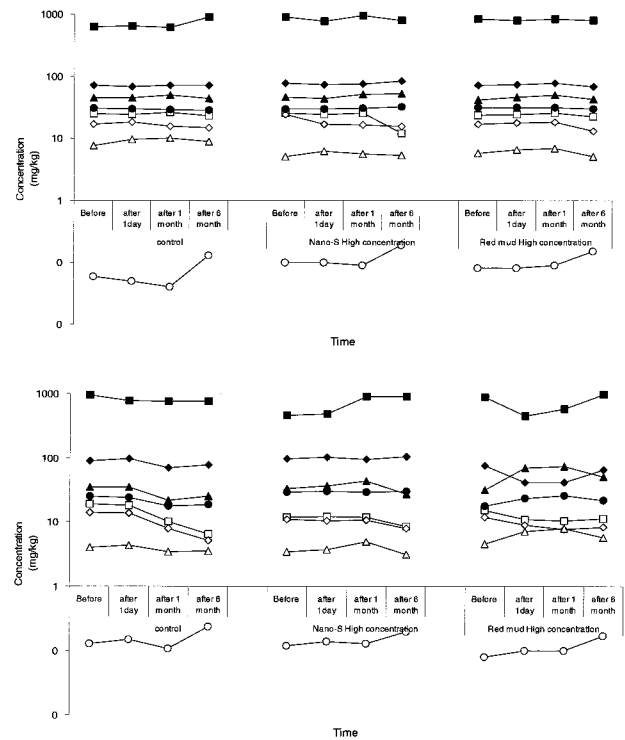 1000
100
10
1
Concentration
(mg/kg)
Before after 1day after 1 month after 6 month
Before after 1day after 1 month after 6 month
Before after 1day after 1 month after 6 month
control
Nano-S High concentration
Red mud High concentration
0
0
Time
1000
100
10
1
Concentration
(mg/kg)
Before after 1day after 1 month after 6 month
Before after 1day after 1 month after 6 month
Before after 1day after 1 month after 6 month
control
Nano-S High concentration
Red mud High concentration
0
0
Time